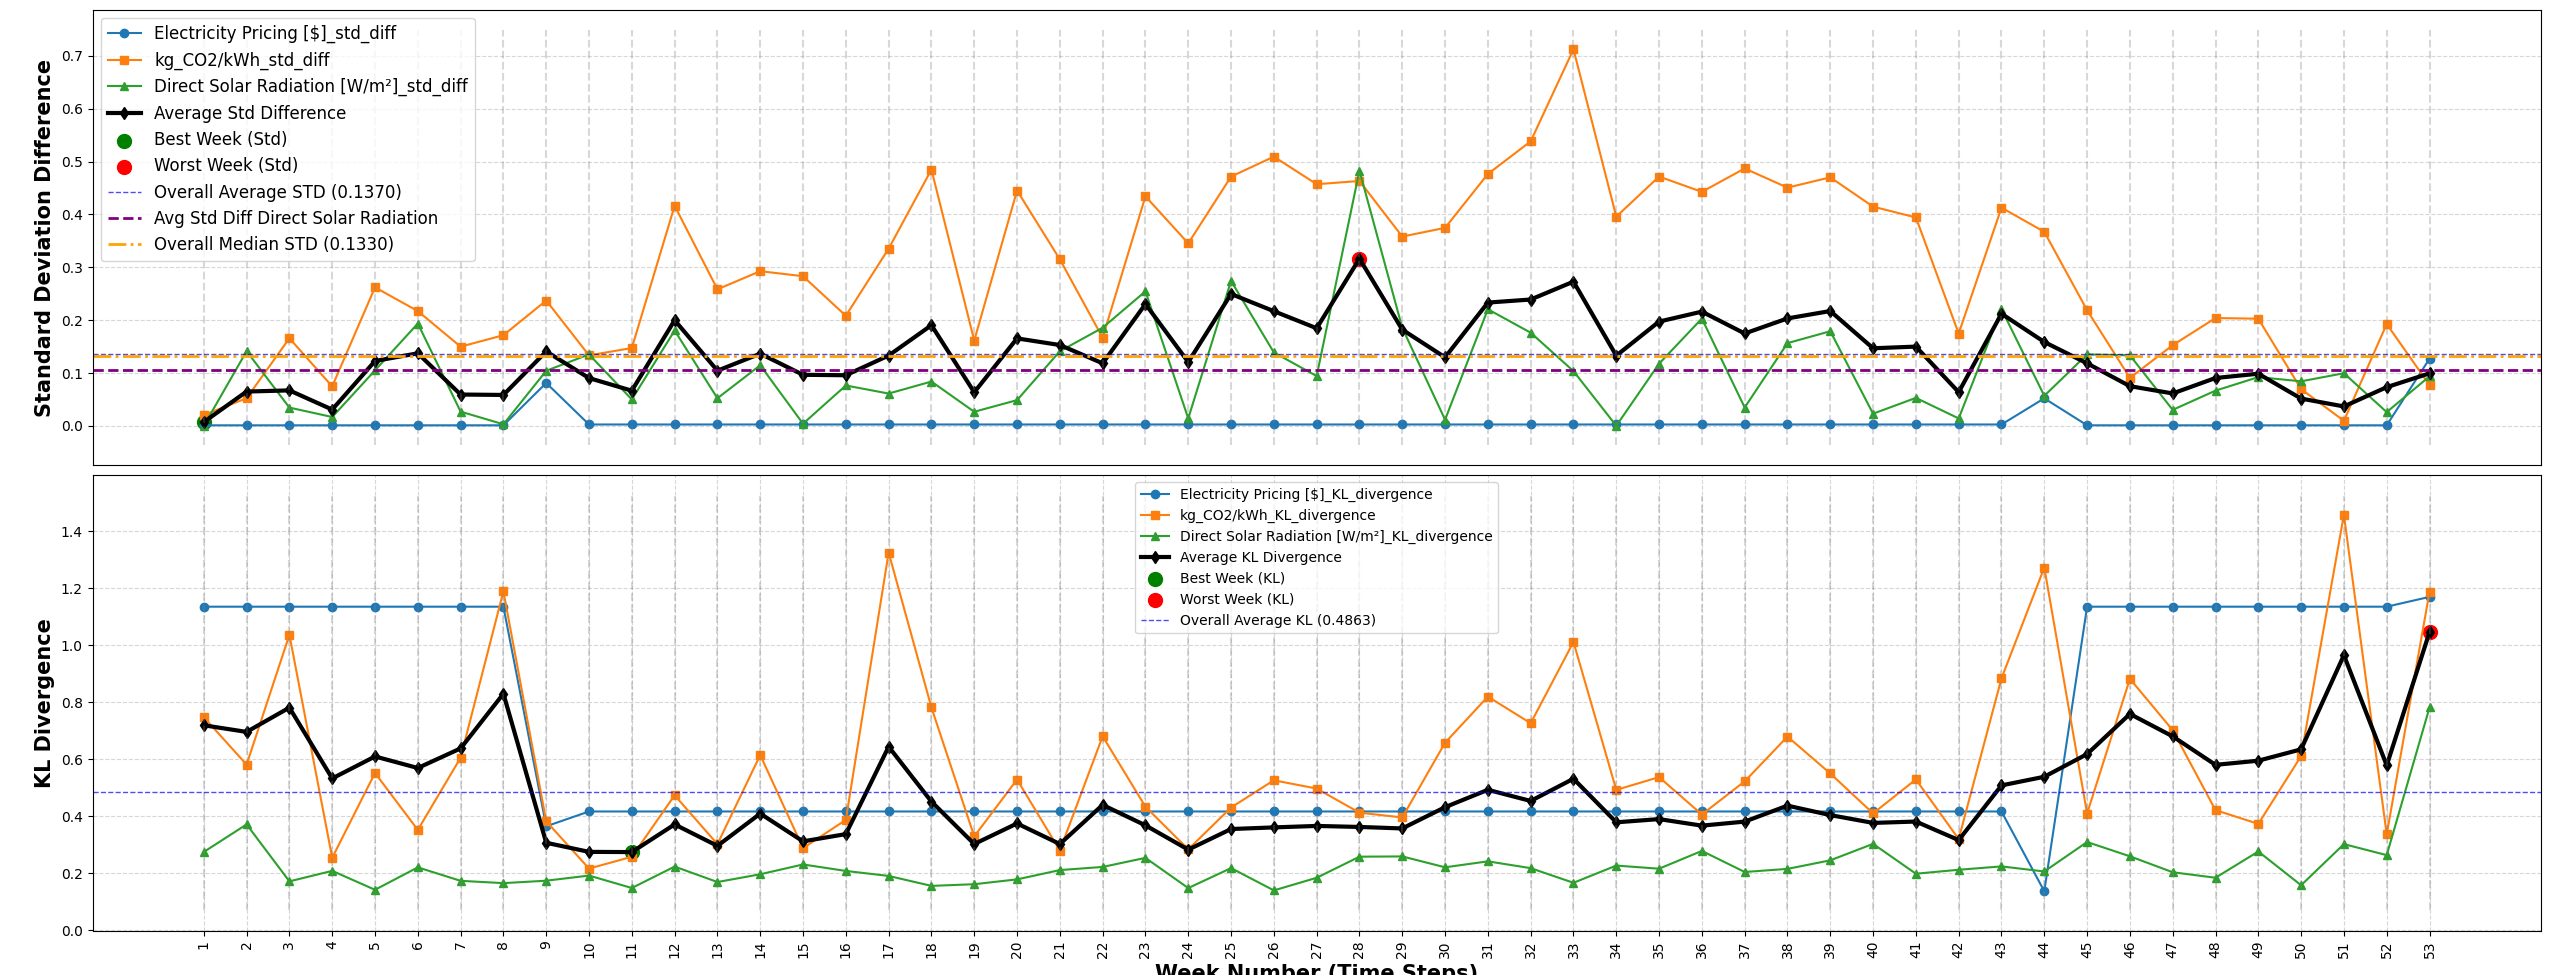 Standard Deviation Difference
0.7
0.6
0.5
0.4
0.3
0.2
0.1
0.0
Electricity Pricing [$]_std_diff
kg_CO2/kWh_std_diff
Direct Solar Radiation [W/m²]_std_diff
Average Std Difference
Best Week (Std)
Worst Week (Std)
Overall Average STD (0.1370)
Avg Std Diff Direct Solar Radiation
Overall Median STD (0.1330)
KL Divergence
1.4
1.2
1.0
0.8
0.6
0.4
0.2
0.0
Electricity Pricing [$]_KL_divergence
kg_CO2/kWh_KL_divergence
Direct Solar Radiation [W/m²]_KL_divergence
Average KL Divergence
Best Week (KL)
Worst Week (KL)
Overall Average KL (0.4863)
1 2 3 4 5 6 7 8 9 10 11 12 13 14 15 16 17 18 19 20 21 22 23 24 25 26 27 28 29 30 31 32 33 34 35 36 37 38 39 40 41 42 43 44 45 46 47 48 49 50 51 52 53
Week Number (Time Steps)